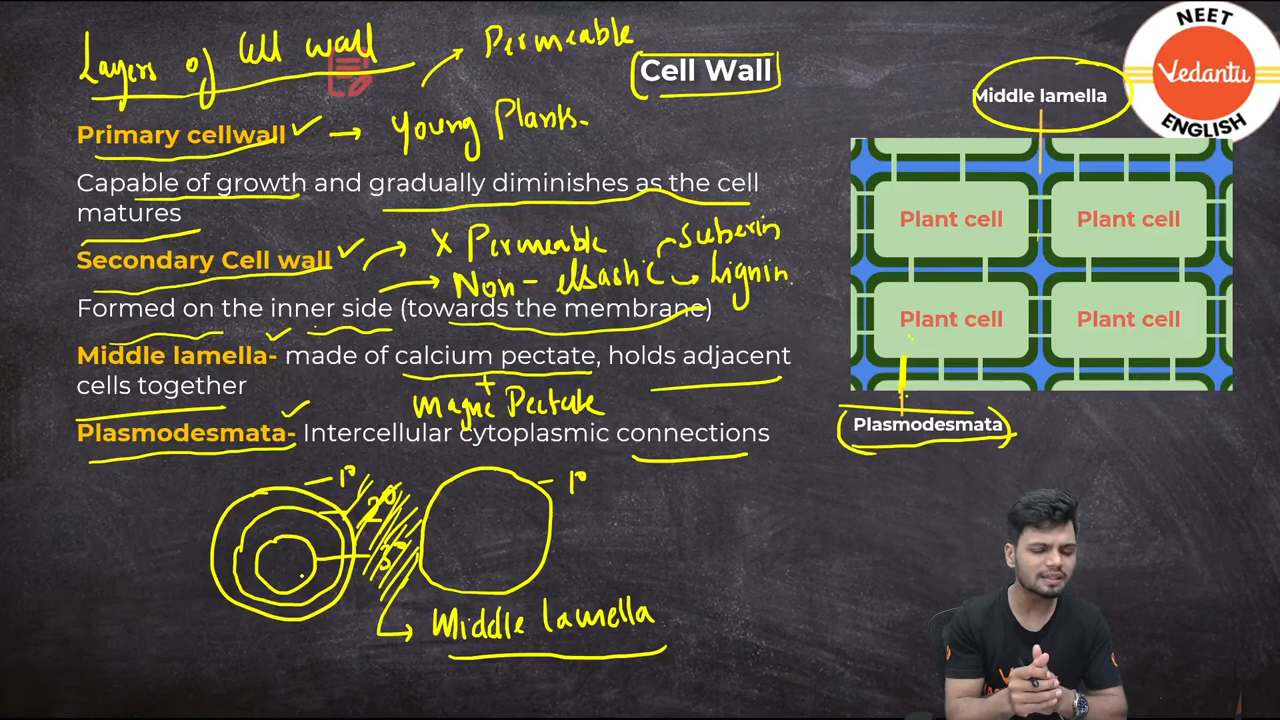 Layers of Cell wall
Permeable
Cell Wall
Middle lamella
NEET
Vedantu
ENGLISH
Primary cellwall → Young Plants.
Capable of growth and gradually diminishes as the cell
matures
Secondary Cell wall → X Permeable
→ Non-elastic
Suberin
Lignin.
Formed on the inner side (towards the membrane)
Middle lamella- made of calcium pectate, holds adjacent
cells together
+
Magne Pectate
Plasmodesmata- Intercellular cytoplasmic connections
Plant cell
Plant cell
Plant cell
Plant cell
Plasmodesmata
1°
2°
3°
1°
Middle lamella